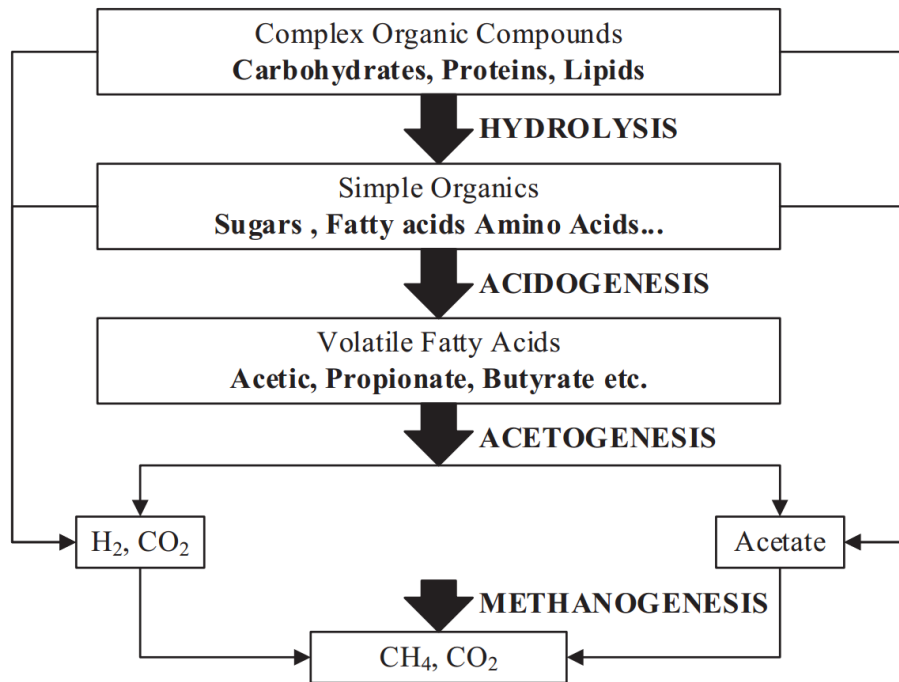 Complex Organic Compounds
Carbohydrates, Proteins, Lipids
HYDROLYSIS
Simple Organics
Sugars , Fatty acids Amino Acids...
ACIDOGENESIS
Volatile Fatty Acids
Acetic, Propionate, Butyrate etc.
ACETOGENESIS
H₂, CO₂
Acetate
METHANOGENESIS
CH₄, CO₂